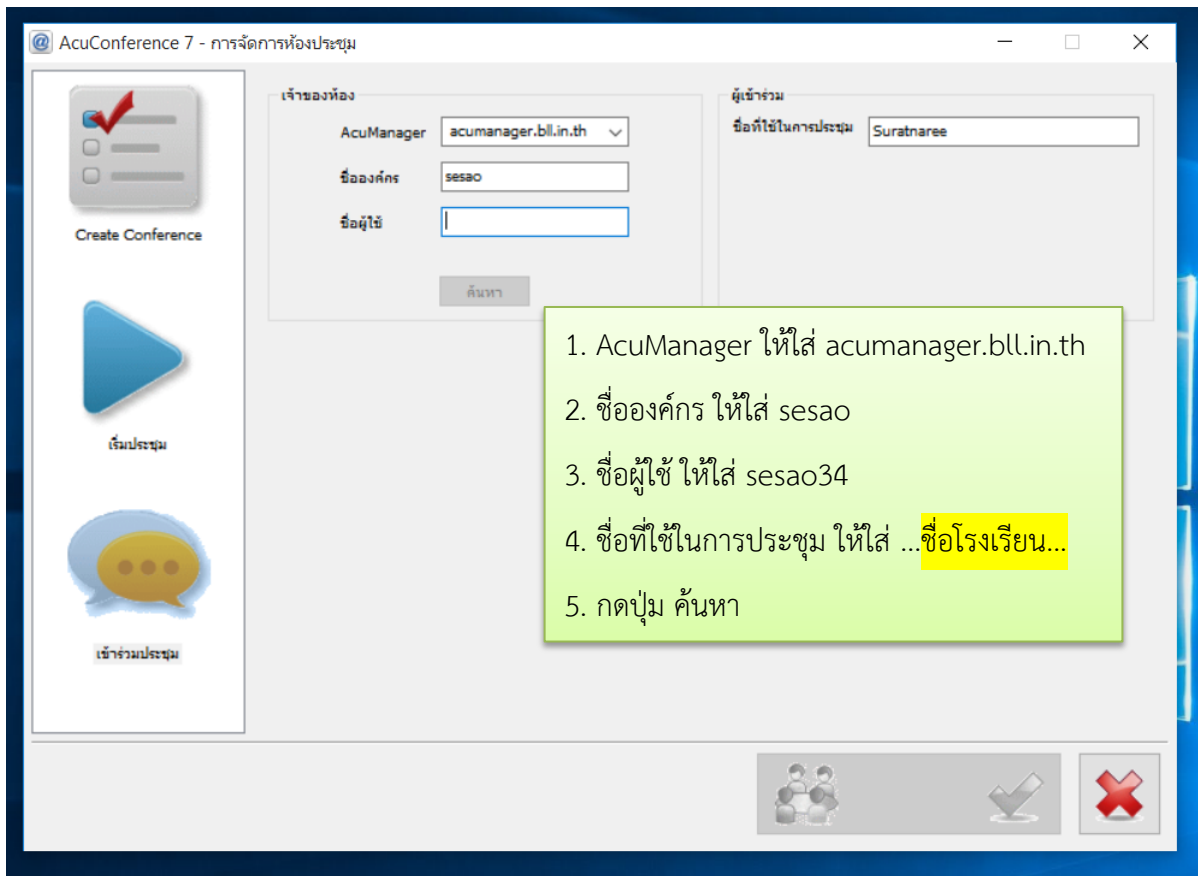 AcuConference 7 - การจัดการห้องประชุม
Create Conference
เริ่มประชุม
เข้าร่วมประชุม
เจ้าของห้อง
AcuManager acumanager.bll.in.th
ชื่อองค์กร sesao
ชื่อผู้ใช้
ค้นหา
ผู้เข้าร่วม
ชื่อที่ใช้ในการประชุม Suratnaree
1. AcuManager ให้ใส่ acumanager.bll.in.th
2. ชื่อองค์กร ให้ใส่ sesao
3. ชื่อผู้ใช้ ให้ใส่ sesao34
4. ชื่อที่ใช้ในการประชุม ให้ใส่ ...ชื่อโรงเรียน...
5. กดปุ่ม ค้นหา